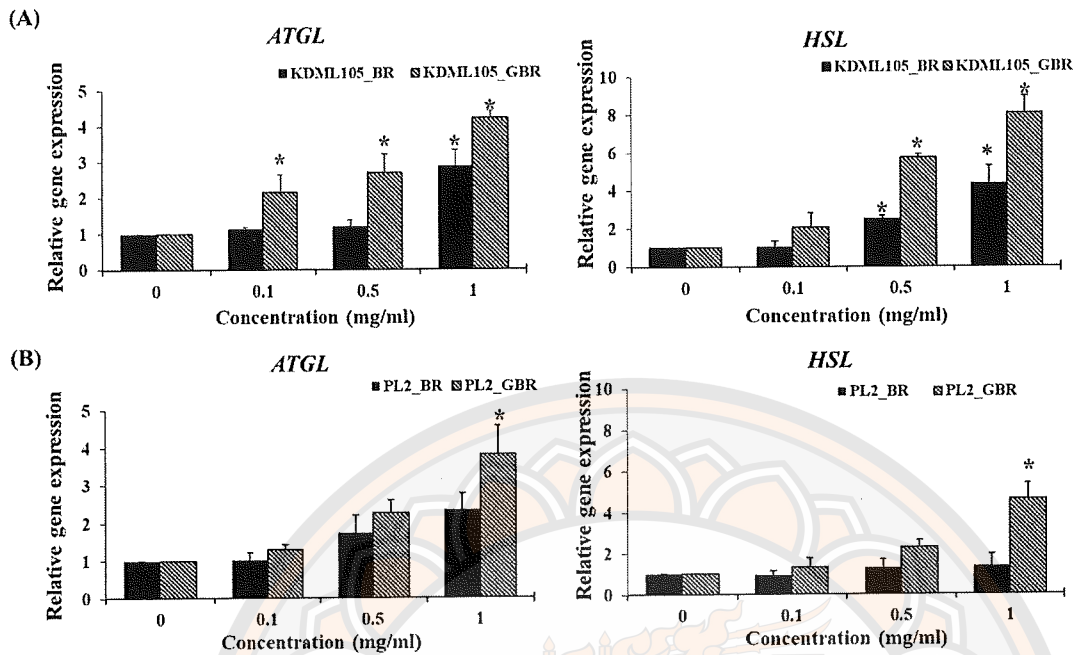 (A)
ATGL
KDML105_BR KDML105_GBR
Relative gene expression
5
4
3
2
1
0
* * * *
0 0.1 0.5 1
Concentration (mg/ml)
HSL
KDML105_BR KDML105_GBR
Relative gene expression
10
8
6
4
2
0
* * * *
0 0.1 0.5 1
Concentration (mg/ml)
(B)
ATGL
PL2_BR PL2_GBR
Relative gene expression
5
4
3
2
1
0
*
0 0.1 0.5 1
Concentration (mg/ml)
HSL
PL2_BR PL2_GBR
Relative gene expression
10
8
6
4
2
0
*
0 0.1 0.5 1
Concentration (mg/ml)